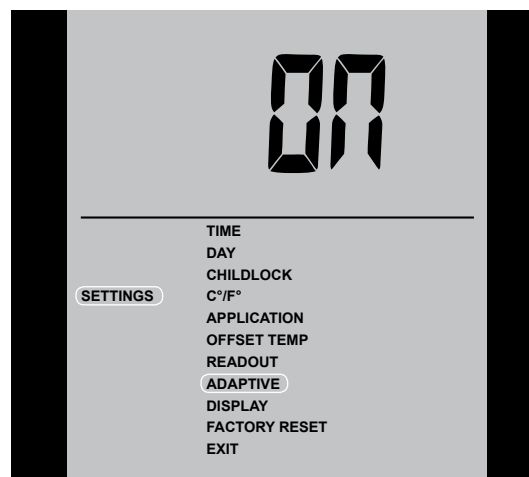 ON
TIME
DAY
CHILDLOCK
SETTINGS C°/F°
APPLICATION
OFFSET TEMP
READOUT
ADAPTIVE
DISPLAY
FACTORY RESET
EXIT